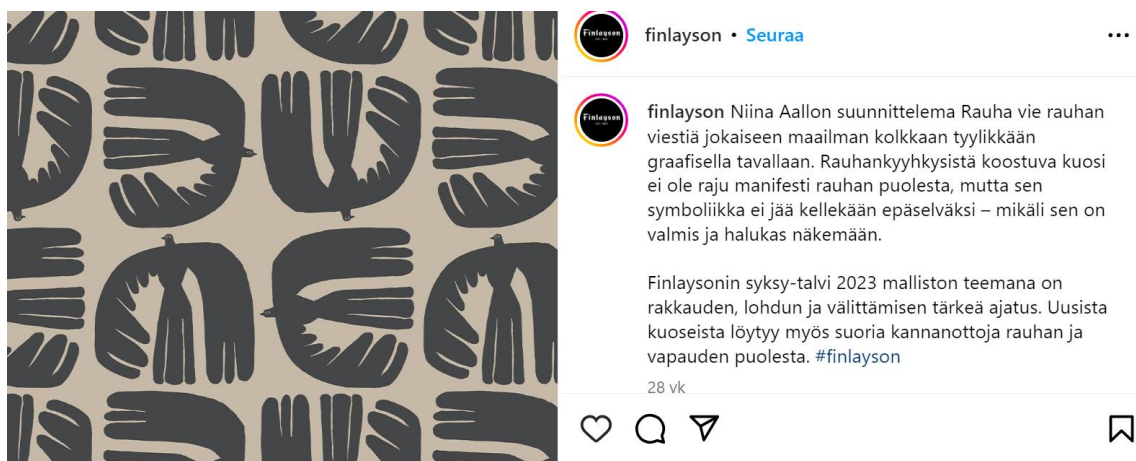 Finlayson
finlayson • Seuraa
Finlayson
finlayson Niina Aallon suunnittelema Rauha vie rauhan
viestiä jokaiseen maailman kolkkaan tyylikkään
graafisella tavallaan. Rauhankyyhkysistä koostuva kuosi
ei ole raju manifesti rauhan puolesta, mutta sen
symboliikka ei jää kellekään epäselväksi – mikäli sen on
valmis ja halukas näkemään.
Finlaysonin syksy-talvi 2023 malliston teemana on
rakkauden, lohdun ja välittämisen tärkeä ajatus. Uusista
kuoseista löytyy myös suoria kannanottoja rauhan ja
vapauden puolesta. #finlayson
28 vk